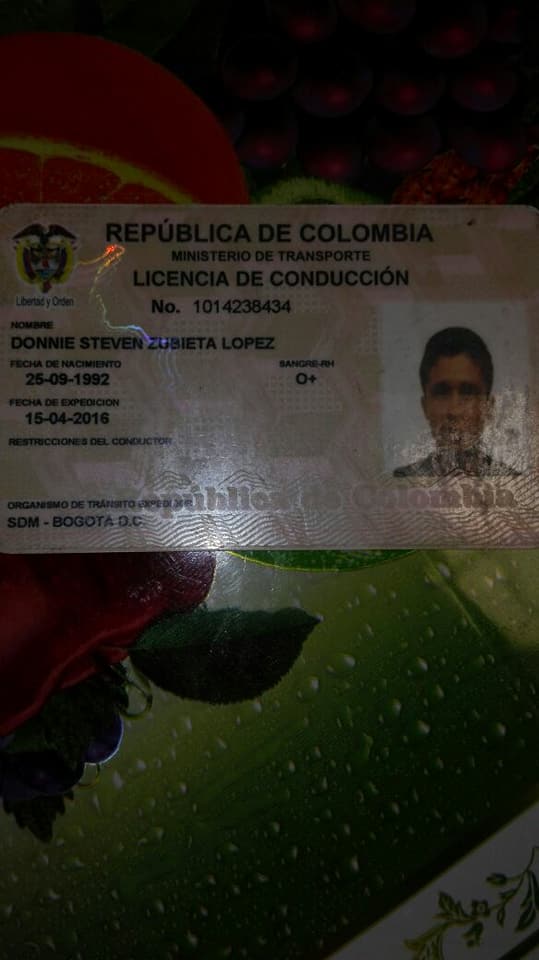 REPÚBLICA DE COLOMBIA
MINISTERIO DE TRANSPORTE
LICENCIA DE CONDUCCIÓN
Libertad y Orden
No. 1014238434
NOMBRE
DONNIE STEVEN ZUBIETA LOPEZ
FECHA DE NACIMIENTO SANGRE-RH
25-09-1992 O+
FECHA DE EXPEDICION
15-04-2016
RESTRICCIONES DEL CONDUCTOR
República de Colombia
ORGANISMO DE TRÁNSITO EXPEDIDOR
SDM - BOGOTA D.C.